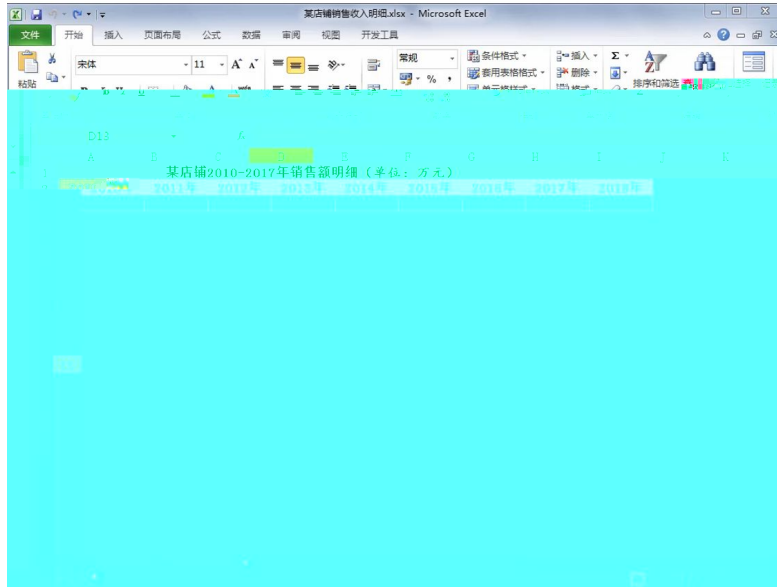 某店铺销售收入明细.xlsx - Microsoft Excel
文件 开始 插入 页面布局 公式 数据 审阅 视图 开发工具
宋体 11 A A 常规 条件格式 插入 Σ
粘贴 % 套用表格格式 删除 排序和筛选
D13
A B C D E F G H I J K
1 某店铺2010-2017年销售额明细（单位：万元）
2011年 2012年 2013年 2014年 2015年 2016年 2017年 2018年